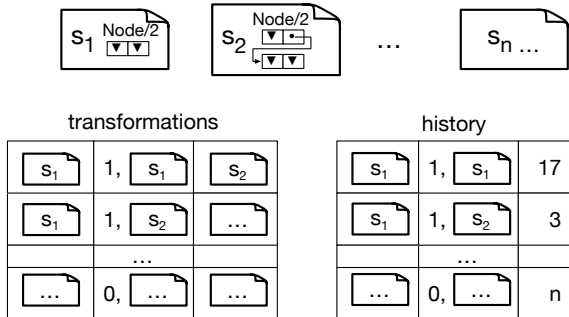 s1 Node/2 s2 Node/2 ... sn ...
transformations history
s1 1, s1 s2 s1 1, s1 17
s1 1, s2 ... s1 1, s2 3
... ...
... 0, ... ... ... 0, ... n